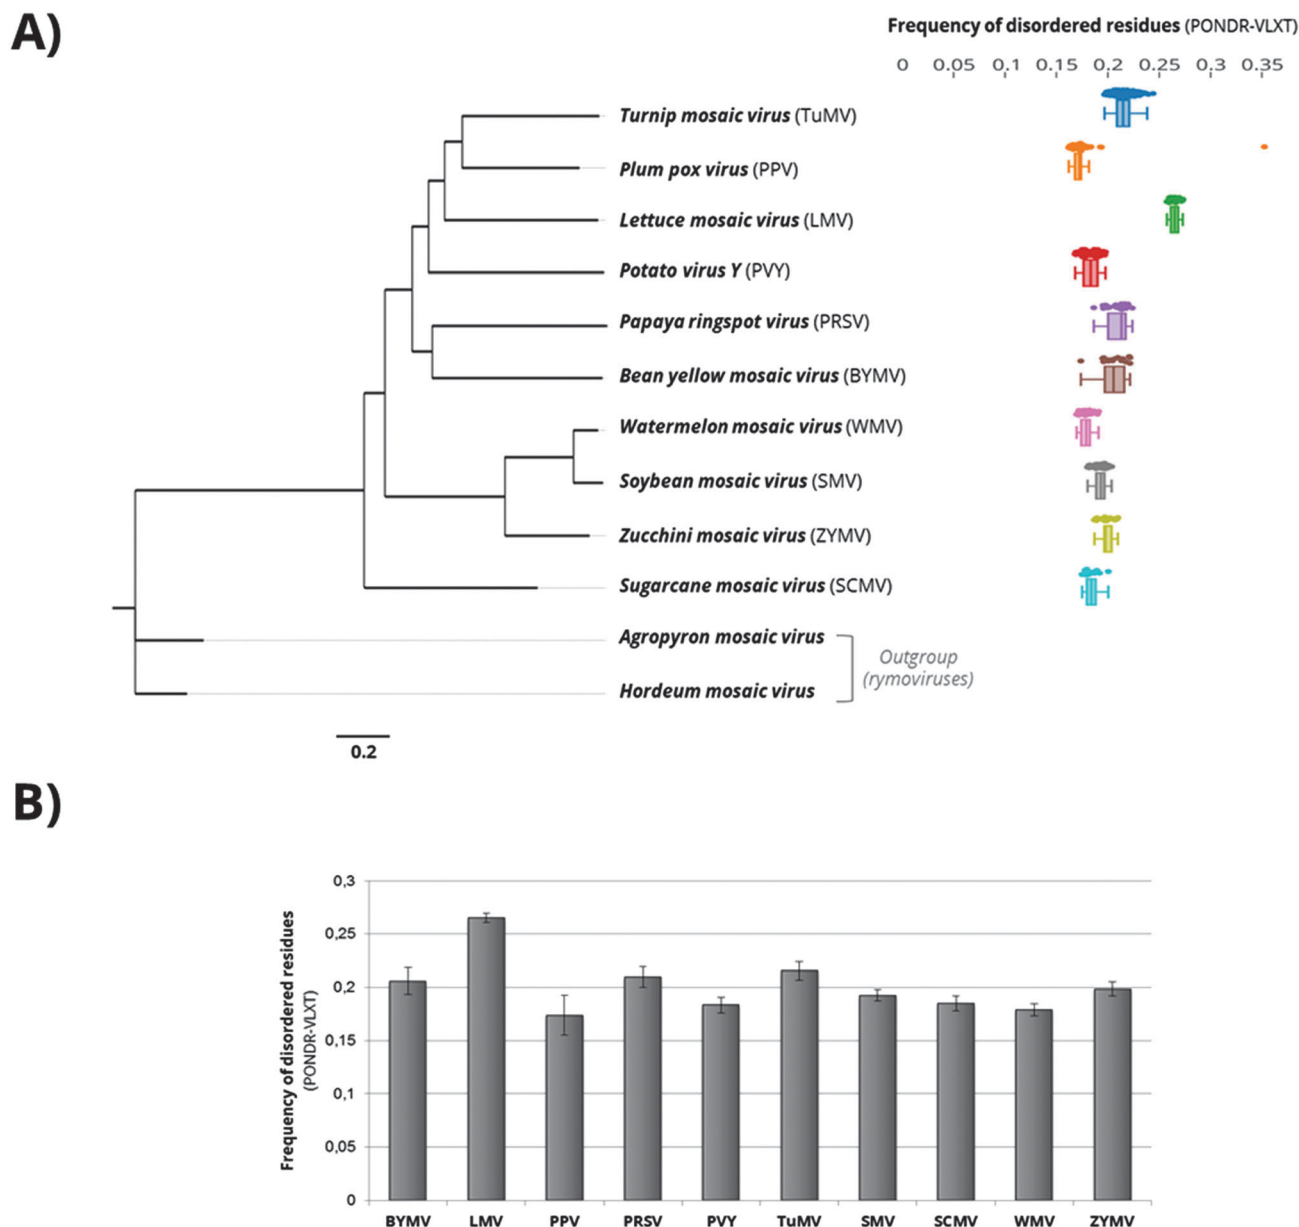 A)
Frequency of disordered residues (PONDR-VLXT)
0 0.05 0,1 0.15 0,2 0.25 0,3 0.35
Turnip mosaic virus (TuMV)
Plum pox virus (PPV)
Lettuce mosaic virus (LMV)
Potato virus Y (PVY)
Papaya ringspot virus (PRSV)
Bean yellow mosaic virus (BYMV)
Watermelon mosaic virus (WMV)
Soybean mosaic virus (SMV)
Zucchini mosaic virus (ZYMV)
Sugarcane mosaic virus (SCMV)
Agropyron mosaic virus
Hordeum mosaic virus
Outgroup
(rymoviruses)
0.2
B)
Frequency of disordered residues
(PONDR-VLXT)
0,3
0,25
0,2
0,15
0,1
0,05
0
BYMV LMV PPV PRSV PVY TuMV SMV SCMV WMV ZYMV